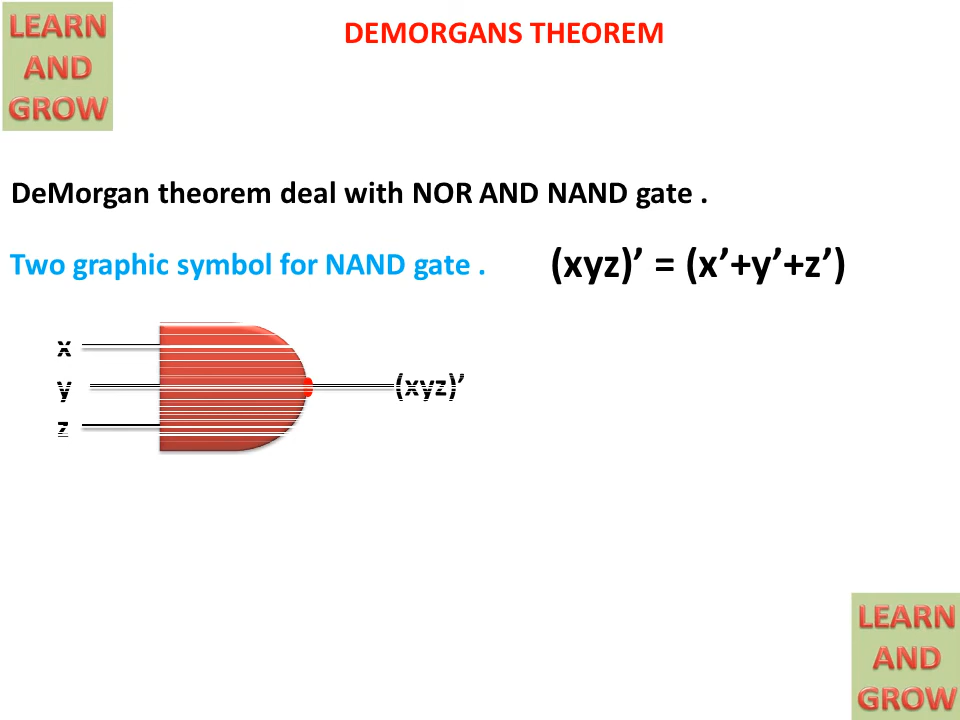 LEARN
AND
GROW
DEMORGANS THEOREM
DeMorgan theorem deal with NOR AND NAND gate .
Two graphic symbol for NAND gate .
(xyz)’ = (x’+y’+z’)
x
y
(xyz)’
z
LEARN
AND
GROW